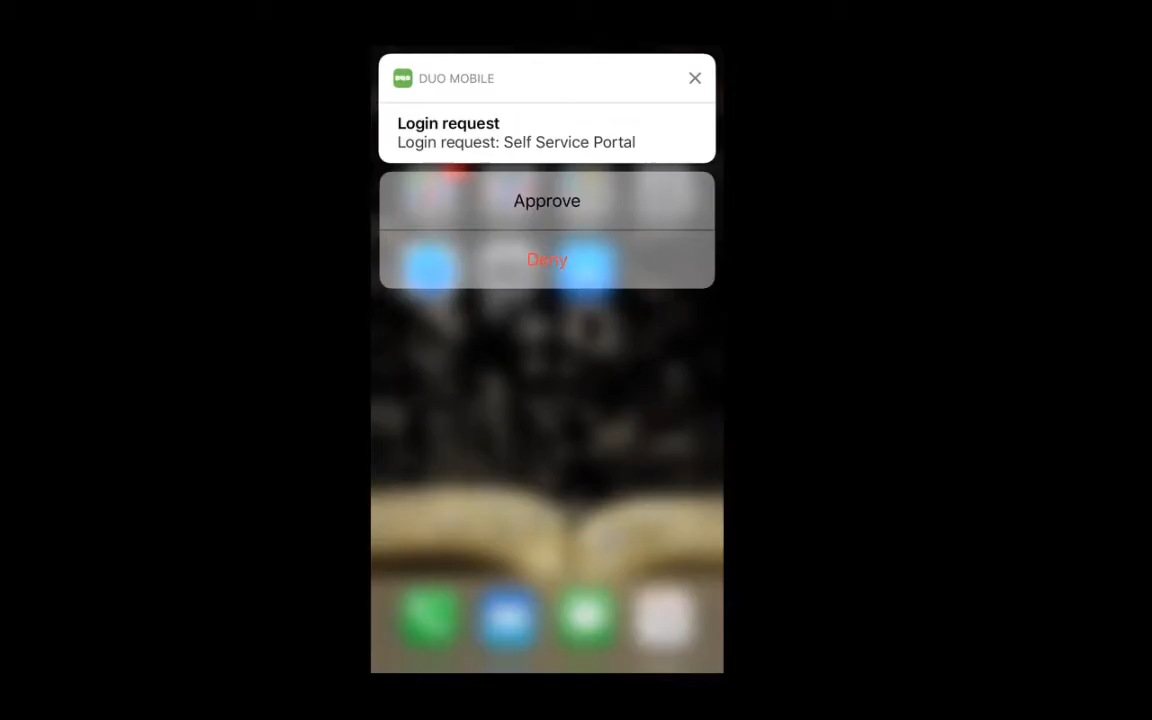 DUO MOBILE
Login request
Login request: Self Service Portal
Approve
Deny